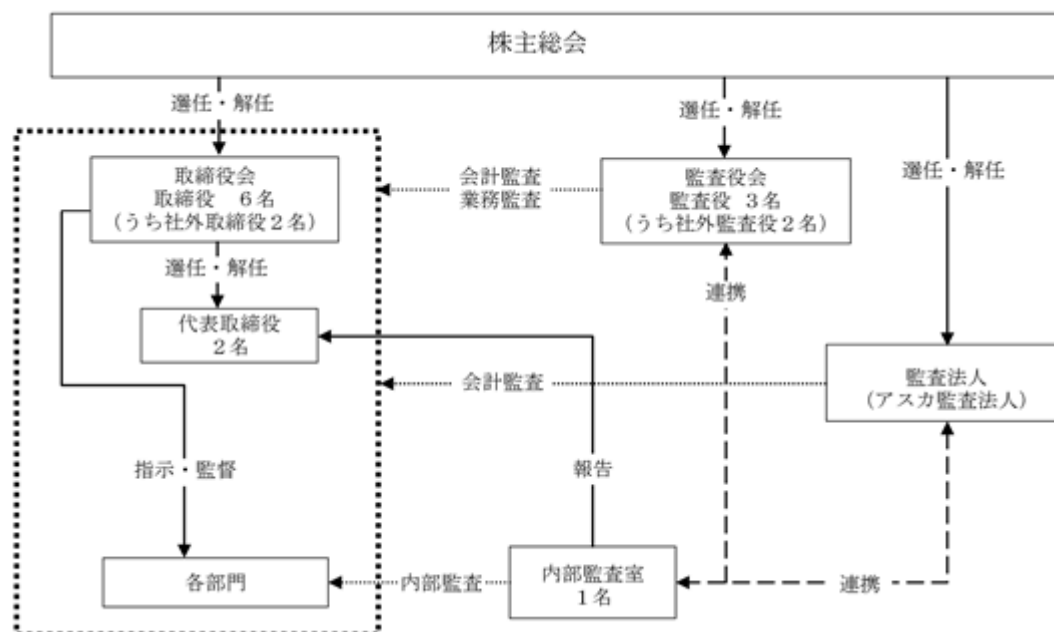 株主総会
選任・解任
選任・解任
選任・解任
取締役会
取締役 6名
(うち社外取締役2名)
会計監査
業務監査
監査役会
監査役 3名
(うち社外監査役2名)
選任・解任
連携
代表取締役
2名
会計監査
監査法人
(アスカ監査法人)
指示・監督
報告
各部門
内部監査
内部監査室
1名
連携